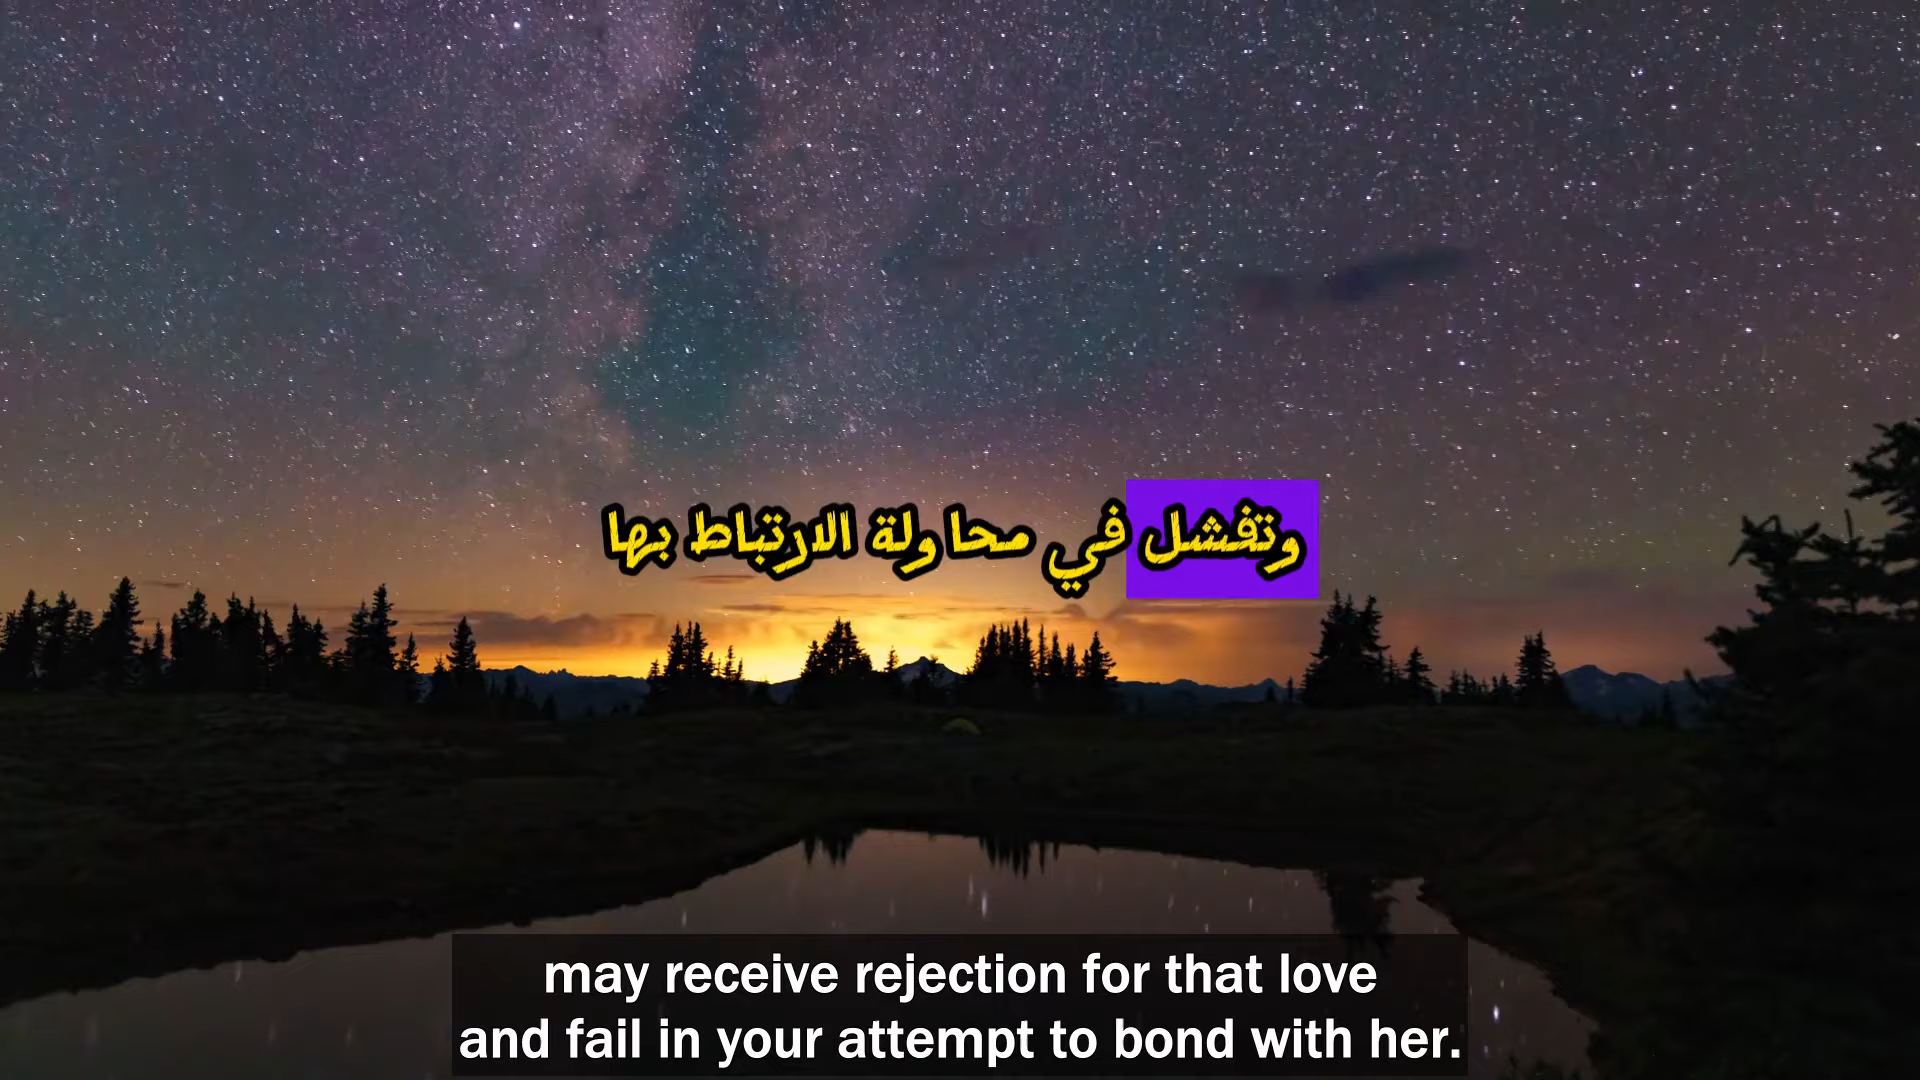 وتفشل في محاولة الارتباط بها
may receive rejection for that love
and fail in your attempt to bond with her.